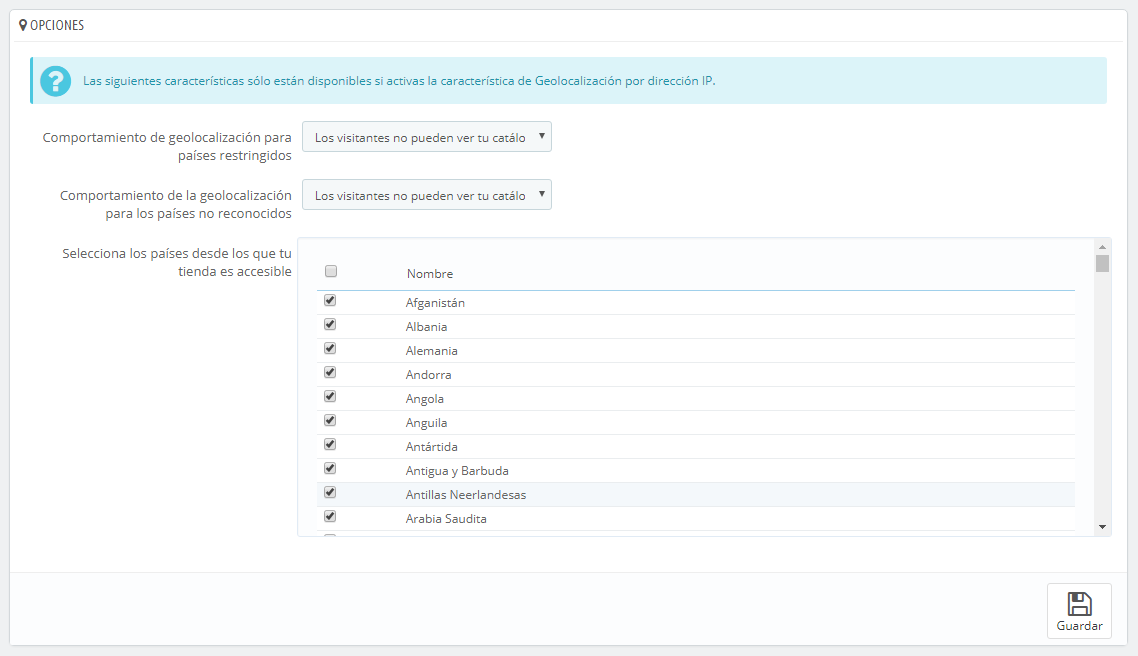 OPCIONES
Las siguientes características sólo están disponibles si activas la característica de Geolocalización por dirección IP.
Comportamiento de geolocalización para
países restringidos
Los visitantes no pueden ver tu catálo
Comportamiento de la geolocalización
para los países no reconocidos
Los visitantes no pueden ver tu catálo
Selecciona los países desde los que tu
tienda es accesible
Nombre
Afganistán
Albania
Alemania
Andorra
Angola
Anguila
Antártida
Antigua y Barbuda
Antillas Neerlandesas
Arabia Saudita
Guardar